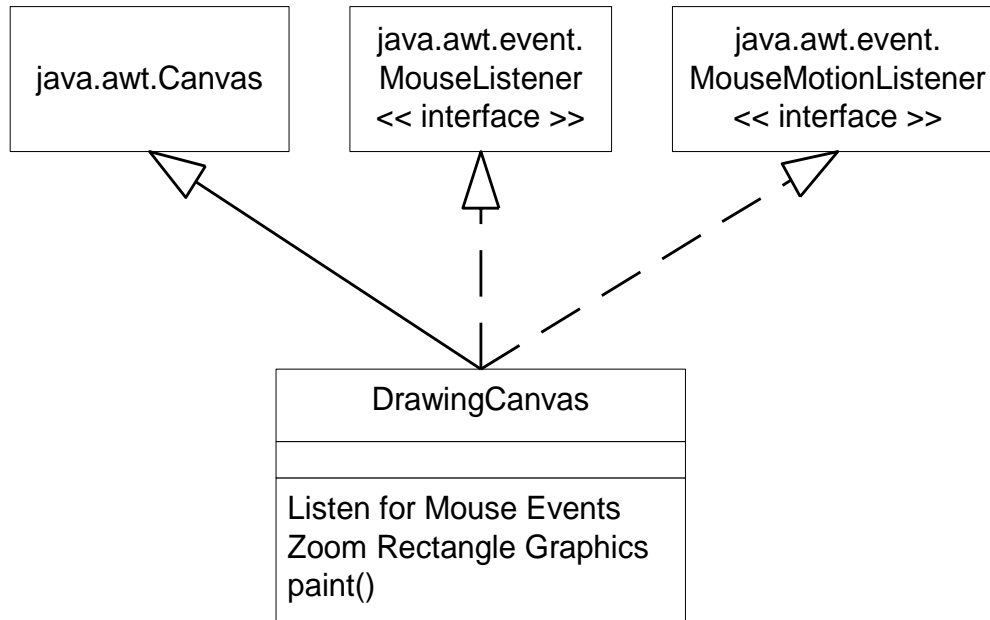 java.awt.Canvas
java.awt.event.
MouseListener
<< interface >>
java.awt.event.
MouseMotionListener
<< interface >>
DrawingCanvas
Listen for Mouse Events
Zoom Rectangle Graphics
paint()